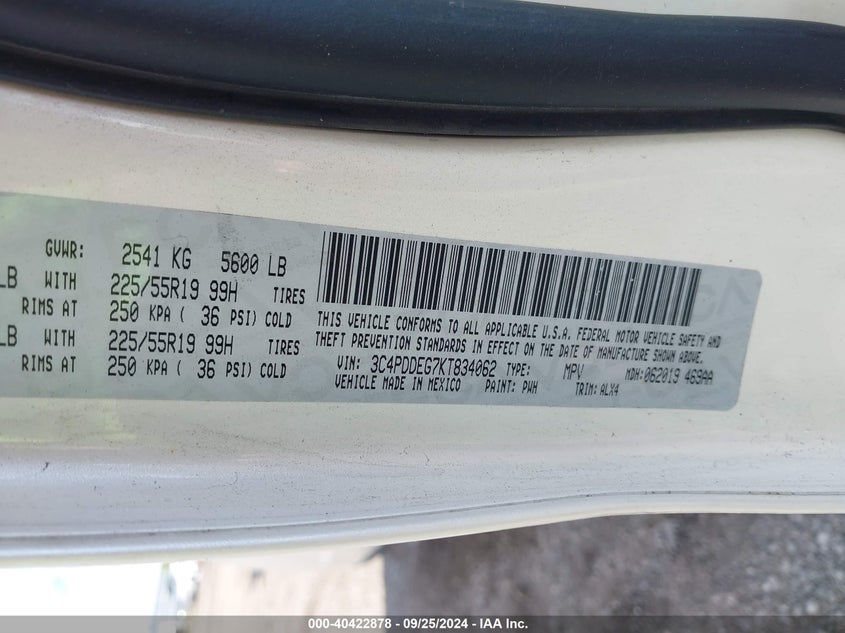 GVWR: 2541 KG 5600 LB
LB WITH 225/55R19 99H TIRES
RIMS AT 250 KPA ( 36 PSI) COLD
LB WITH 225/55R19 99H TIRES
RIMS AT 250 KPA ( 36 PSI) COLD
THIS VEHICLE CONFORMS TO ALL APPLICABLE U.S.A. FEDERAL MOTOR VEHICLE SAFETY AND
THEFT PREVENTION STANDARDS IN EFFECT ON THE DATE OF MANUFACTURE SHOWN ABOVE.
VIN: 3C4PDDEG7KT834062 TYPE: MPV MDH:062019 469AA
VEHICLE MADE IN MEXICO PAINT: PWH TRIM: ALX4
000-40422878 - 09/25/2024 - IAA Inc.